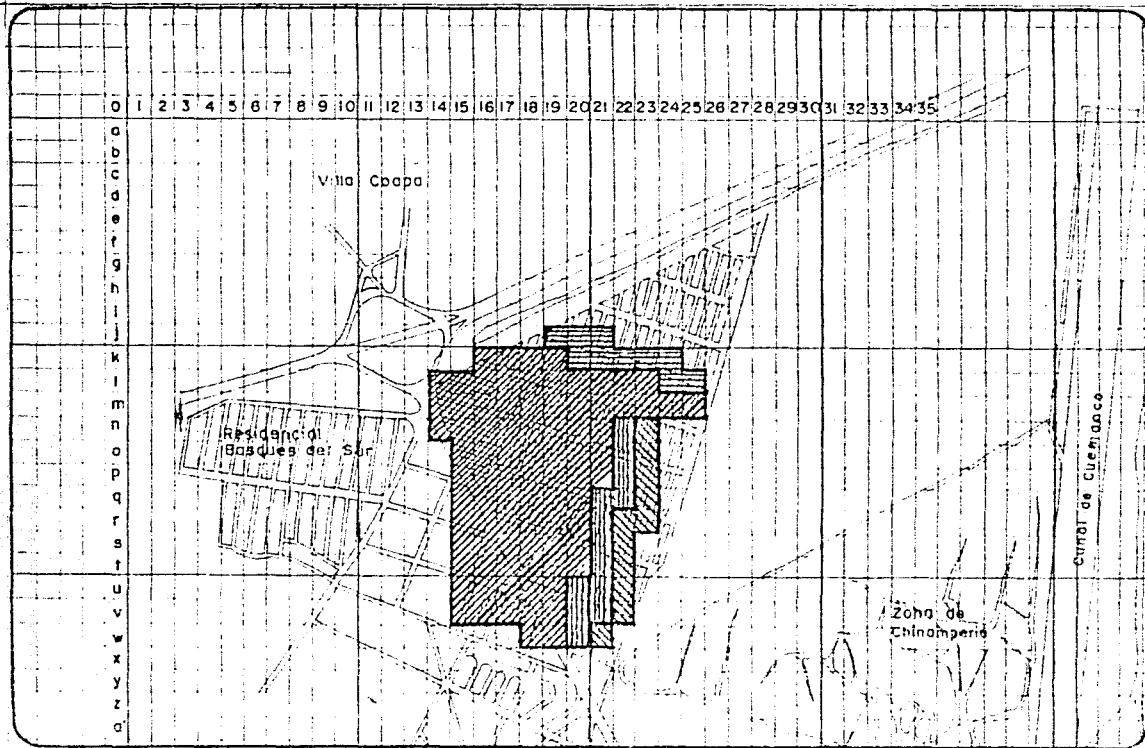 0 1 2 3 4 5 6 7 8 9 10 11 12 13 14 15 16 17 18 19 20 21 22 23 24 25 26 27 28 29 30 31 32 33 34 35
a
b
c
d
e
f
g
h
i
j
k
l
m
n
o
p
q
r
s
t
u
v
w
x
y
z
a'
Villa Coapa
Residencial
Bosques del Sur
Canal de Cuemanco
Zona de
Chinamperia